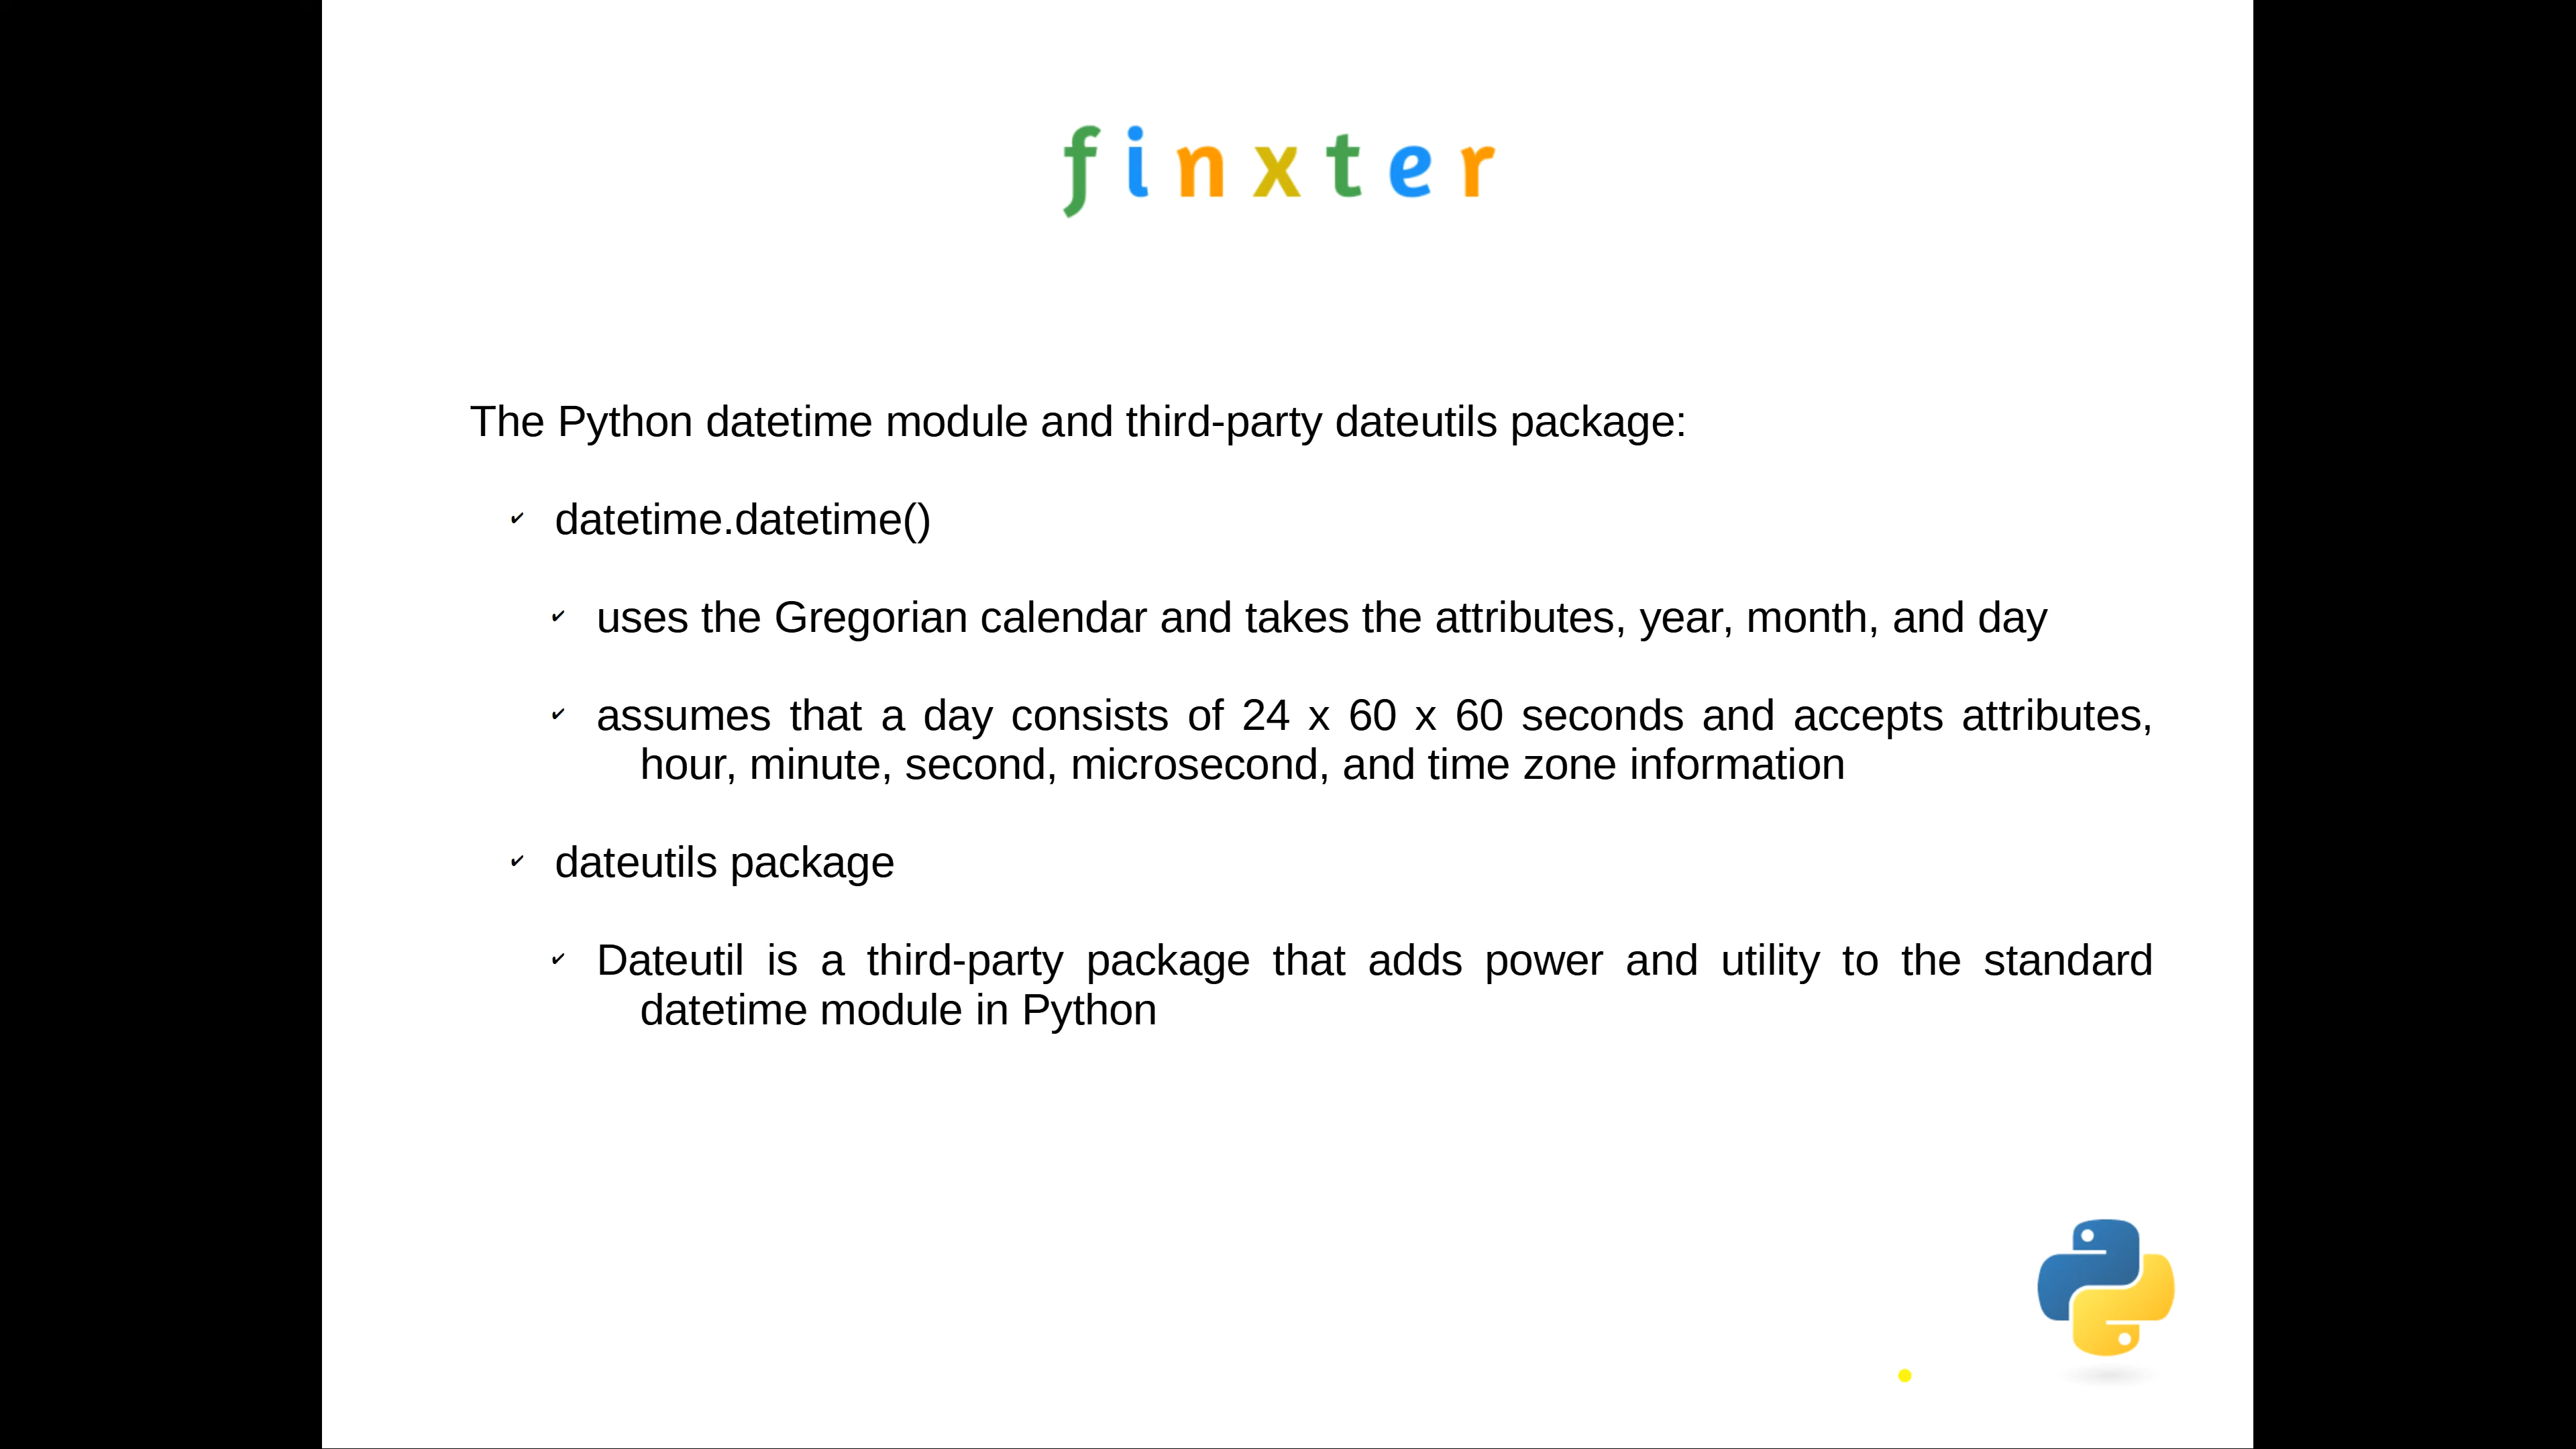 finxter
The Python datetime module and third-party dateutils package:
✔ datetime.datetime()
✔ uses the Gregorian calendar and takes the attributes, year, month, and day
✔ assumes that a day consists of 24 x 60 x 60 seconds and accepts attributes,
hour, minute, second, microsecond, and time zone information
✔ dateutils package
✔ Dateutil is a third-party package that adds power and utility to the standard
datetime module in Python